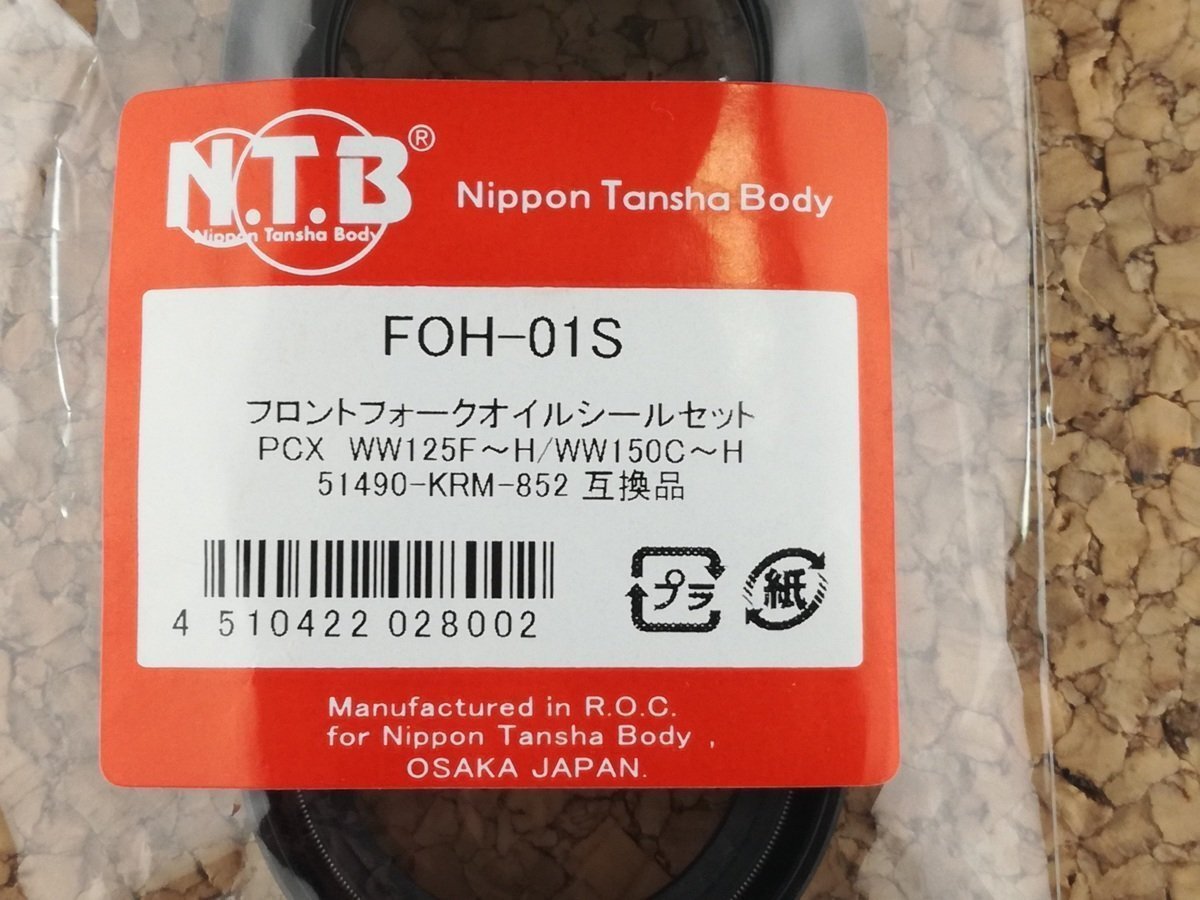 N.T.B®
Nippon Tansha Body
Nippon Tansha Body
FOH-01S
フロントフォークオイルシールセット
PCX WW125F～H/WW150C～H
51490-KRM-852 互換品
4 510422 028002
プラ
紙
Manufactured in R.O.C.
for Nippon Tansha Body ,
OSAKA JAPAN.